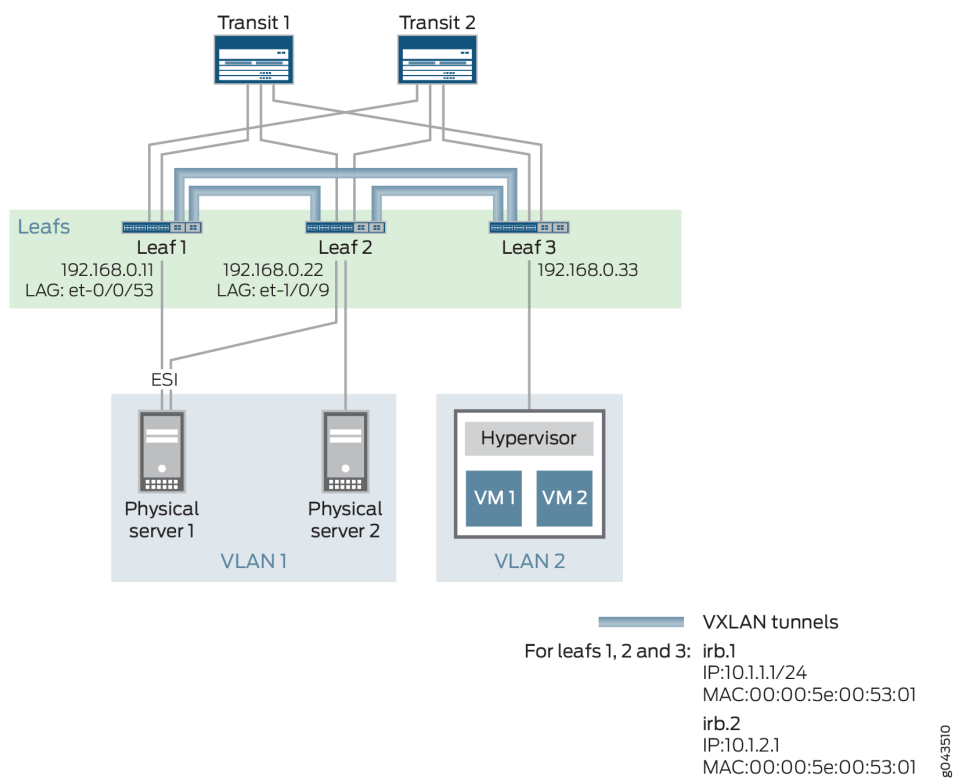 Transit 1
Transit 2
Leafs
Leaf 1
Leaf 2
Leaf 3
192.168.0.11
LAG: et-0/0/53
192.168.0.22
LAG: et-1/0/9
192.168.0.33
ESI
Hypervisor
VM 1
VM 2
Physical
server 1
Physical
server 2
VLAN 1
VLAN 2
VXLAN tunnels
For leafs 1, 2 and 3: irb.1
IP:10.1.1.1/24
MAC:00:00:5e:00:53:01
irb.2
IP:10.1.2.1
MAC:00:00:5e:00:53:01
g043510